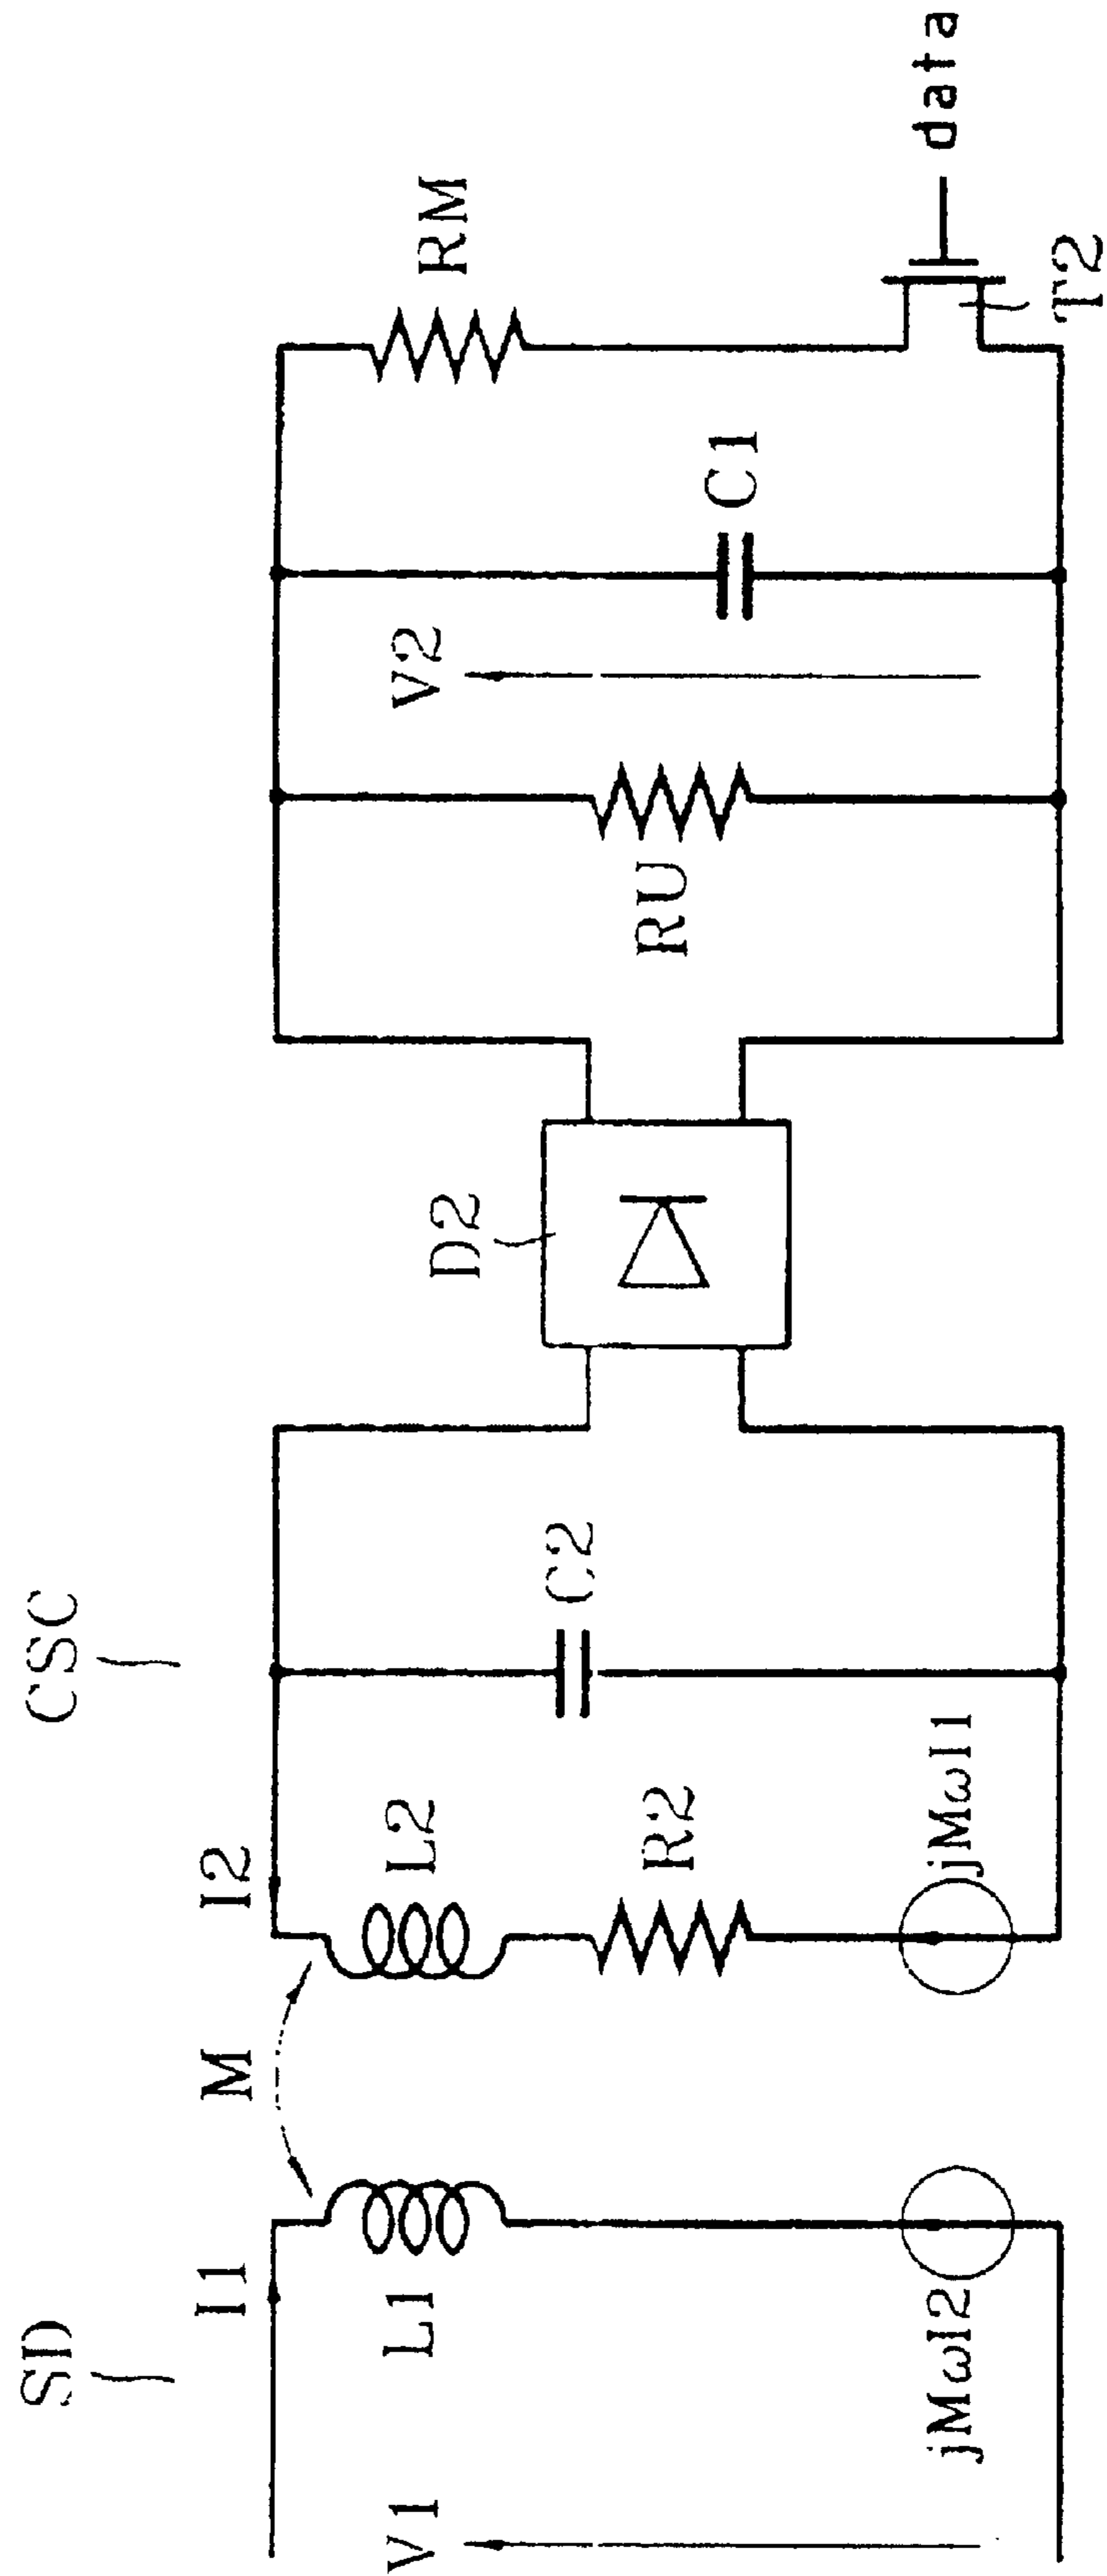 SD
CSC
I1
M
I2
V1
L1
L2
R2
C2
D2
RU
V2
C1
RM
jMωI2
jMωI1
T2
data